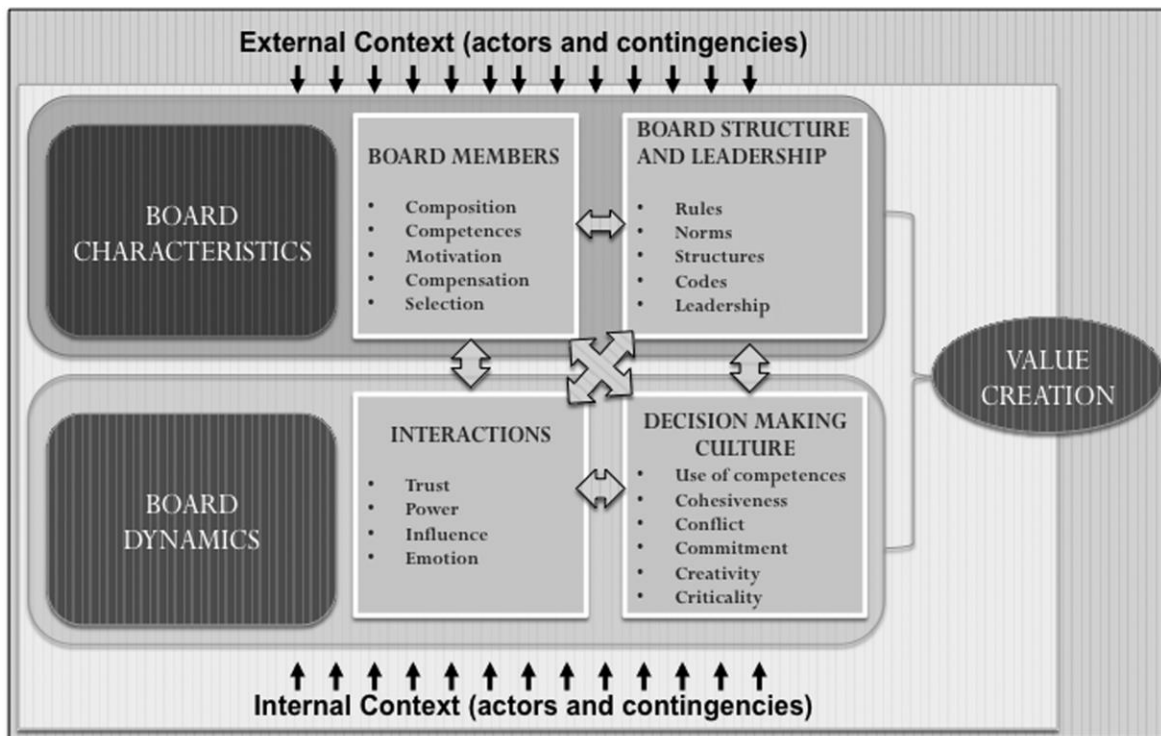 External Context (actors and contingencies)
BOARD
CHARACTERISTICS
BOARD MEMBERS
• Composition
• Competences
• Motivation
• Compensation
• Selection
BOARD STRUCTURE
AND LEADERSHIP
• Rules
• Norms
• Structures
• Codes
• Leadership
BOARD
DYNAMICS
INTERACTIONS
• Trust
• Power
• Influence
• Emotion
DECISION MAKING
CULTURE
• Use of competences
• Cohesiveness
• Conflict
• Commitment
• Creativity
• Criticality
VALUE
CREATION
Internal Context (actors and contingencies)